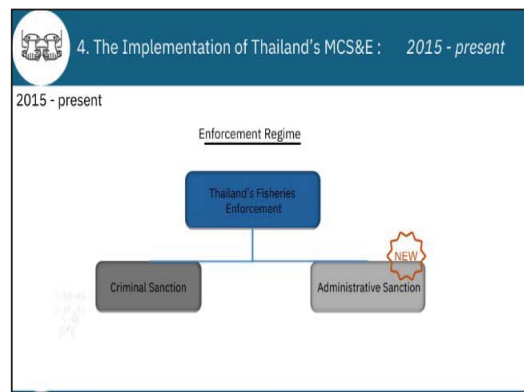 4. The Implementation of Thailand's MCS&E : 2015 - present
2015 - present
Enforcement Regime
Thailand's Fisheries
Enforcement
NEW
Criminal Sanction
Administrative Sanction